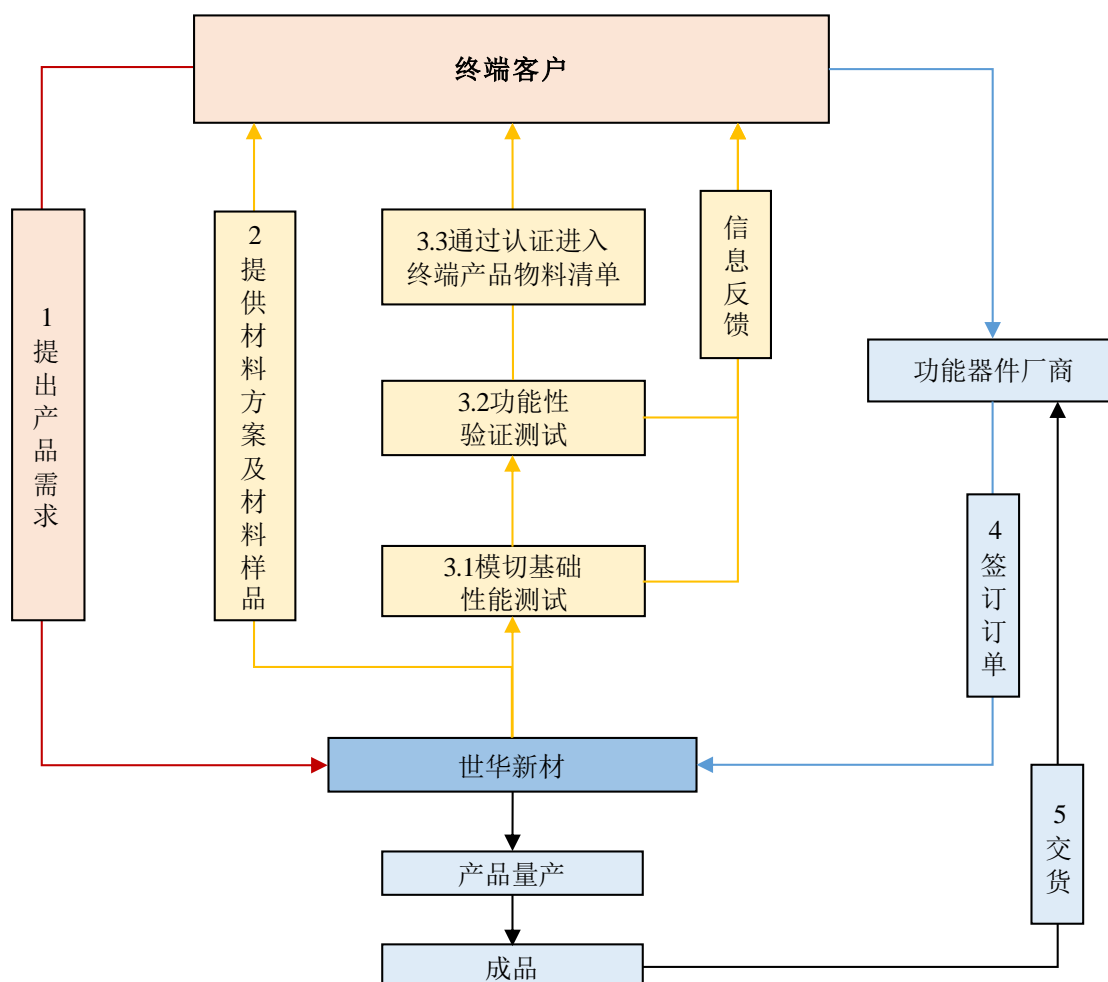 终端客户
1提出产品需求
2提供材料方案及材料样品
3.3通过认证进入
终端产品物料清单
信息反馈
功能器件厂商
3.2功能性
验证测试
3.1模切基础
性能测试
4签订订单
世华新材
5交货
产品量产
成品